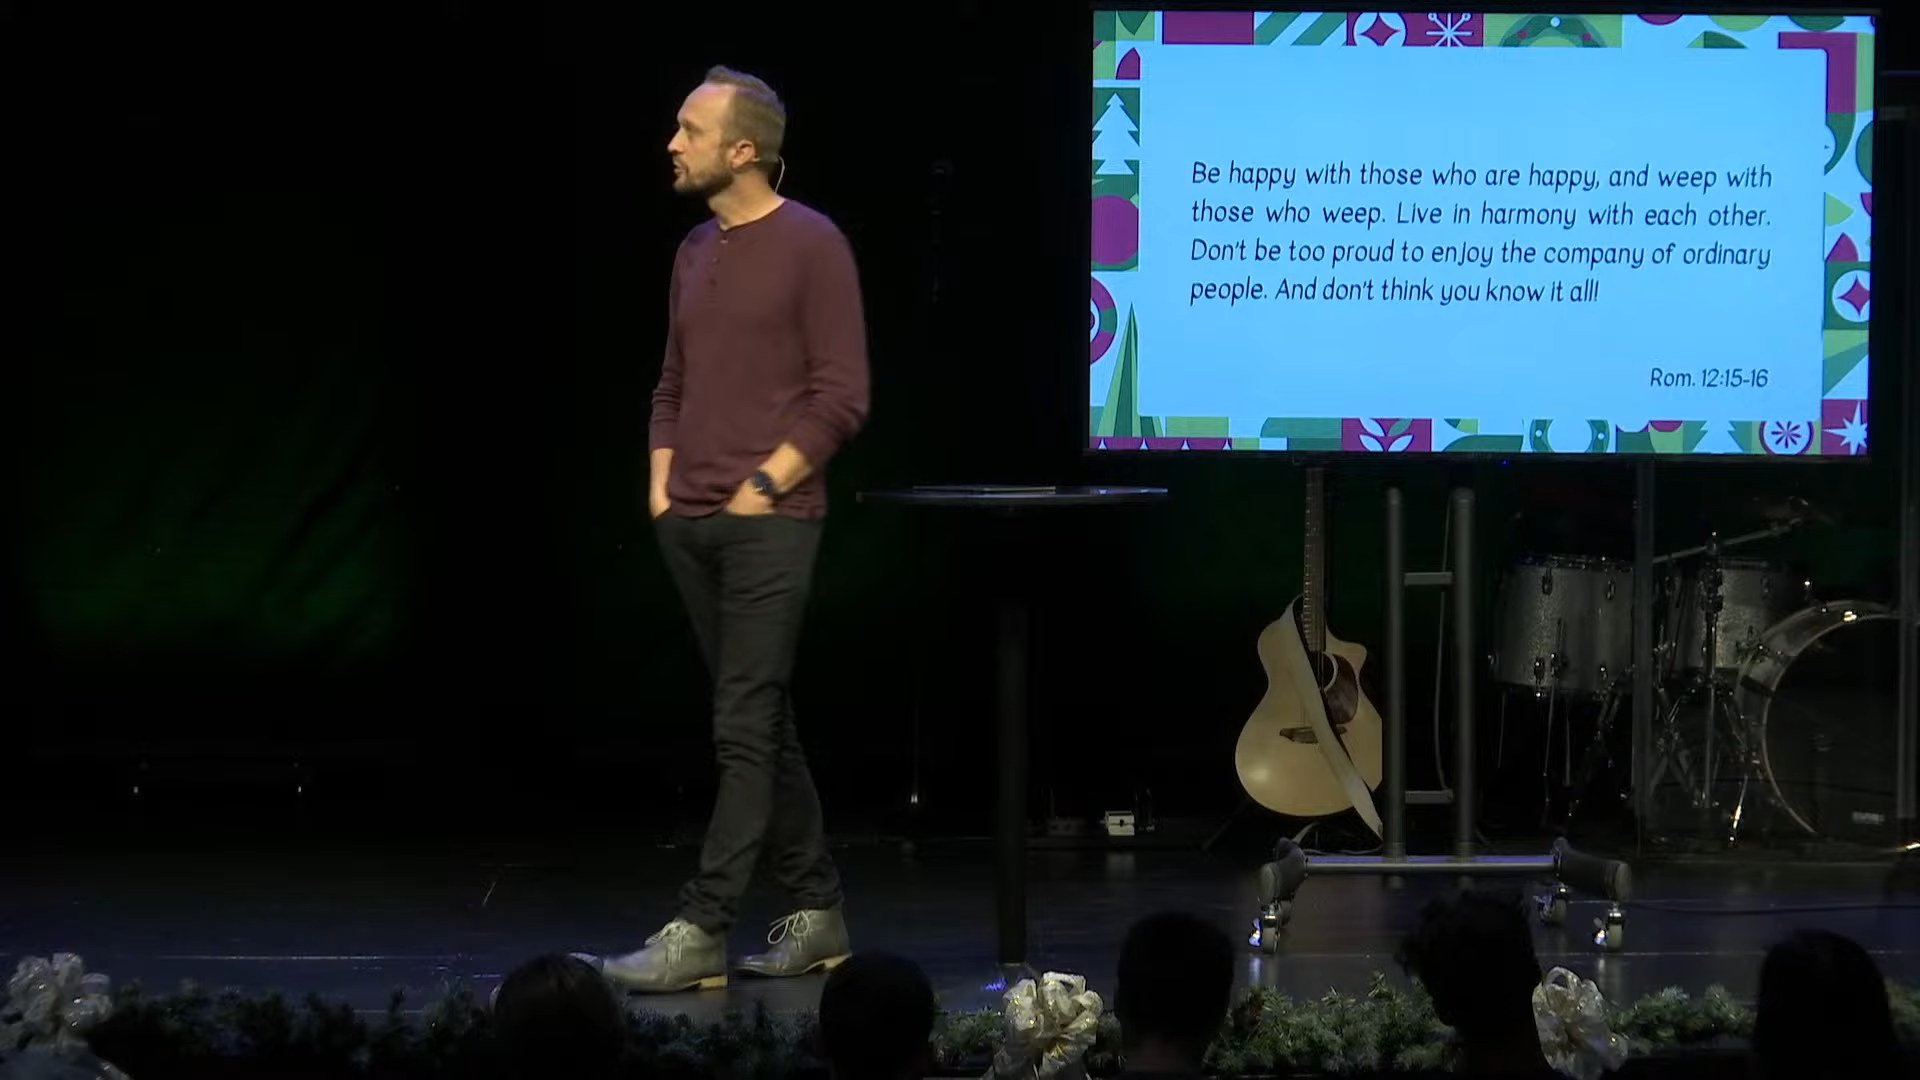 Be happy with those who are happy, and weep with
those who weep. Live in harmony with each other.
Don't be too proud to enjoy the company of ordinary
people. And don't think you know it all!
Rom. 12:15-16